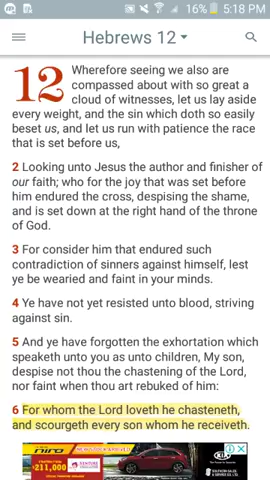 16% 5:18 PM
Hebrews 12
12 Wherefore seeing we also are
compassed about with so great a
cloud of witnesses, let us lay aside
every weight, and the sin which doth so easily
beset us, and let us run with patience the race
that is set before us,
2 Looking unto Jesus the author and finisher of
our faith; who for the joy that was set before
him endured the cross, despising the shame,
and is set down at the right hand of the throne
of God.
3 For consider him that endured such
contradiction of sinners against himself, lest
ye be wearied and faint in your minds.
4 Ye have not yet resisted unto blood, striving
against sin.
5 And ye have forgotten the exhortation which
speaketh unto you as unto children, My son,
despise not thou the chastening of the Lord,
nor faint when thou art rebuked of him:
6 For whom the Lord loveth he chasteneth,
and scourgeth every son whom he receiveth.
niro
$211,000
KIA